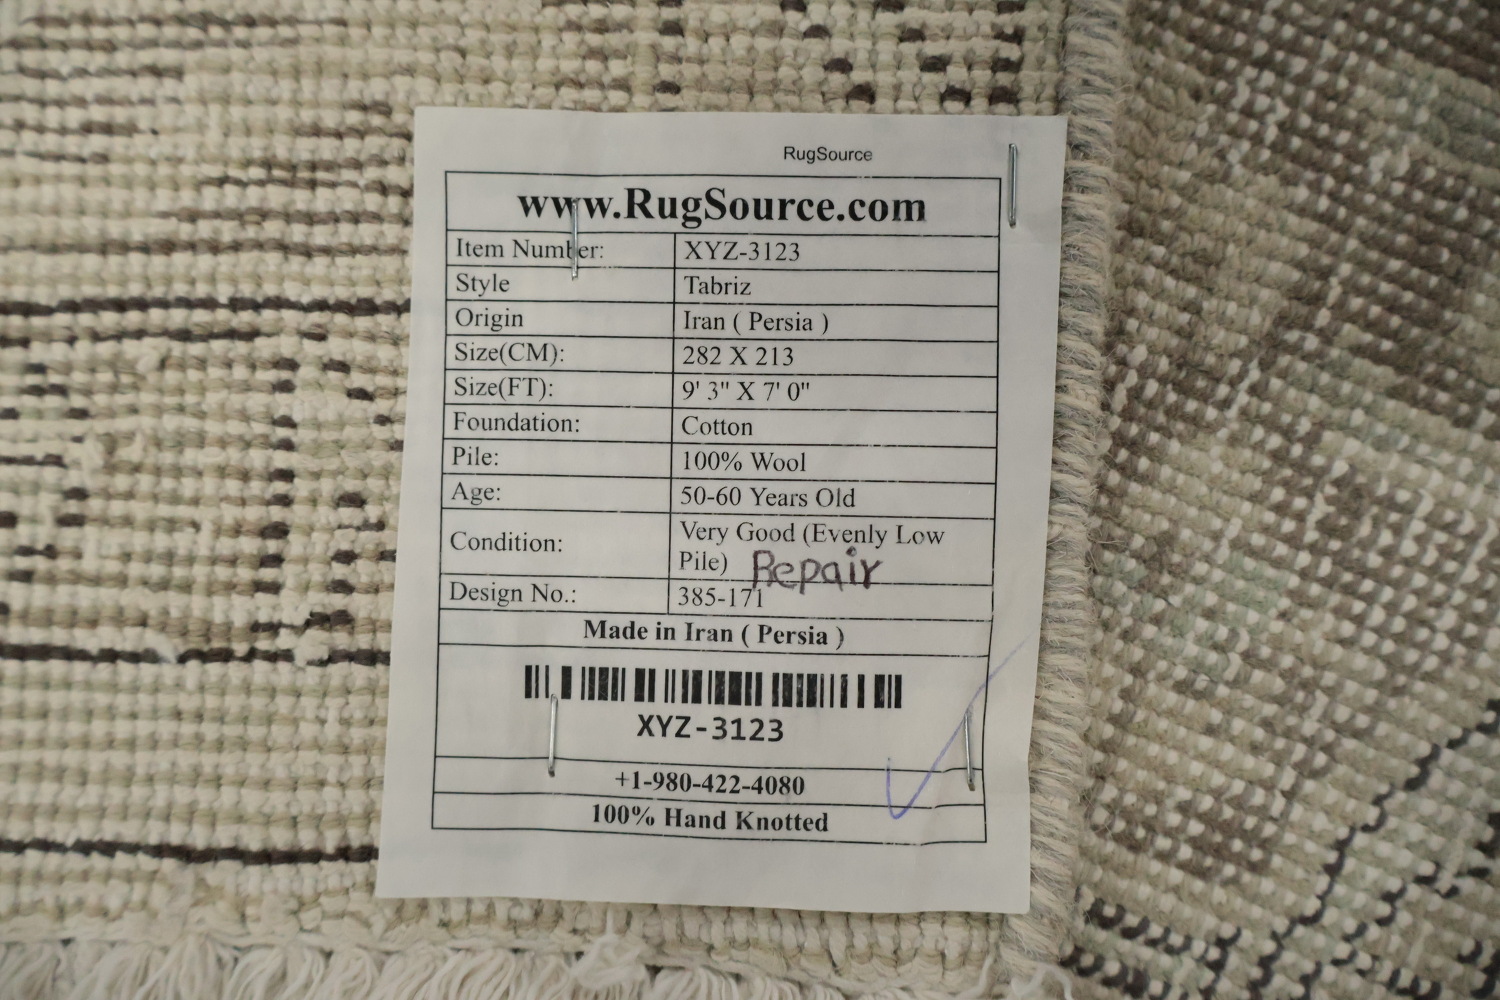 RugSource
www.RugSource.com
Item Number: XYZ-3123
Style Tabriz
Origin Iran ( Persia )
Size(CM): 282 X 213
Size(FT): 9' 3" X 7' 0"
Foundation: Cotton
Pile: 100% Wool
Age: 50-60 Years Old
Condition: Very Good (Evenly Low
Pile) Repair
Design No.: 385-171
Made in Iran ( Persia )
XYZ-3123
+1-980-422-4080
100% Hand Knotted